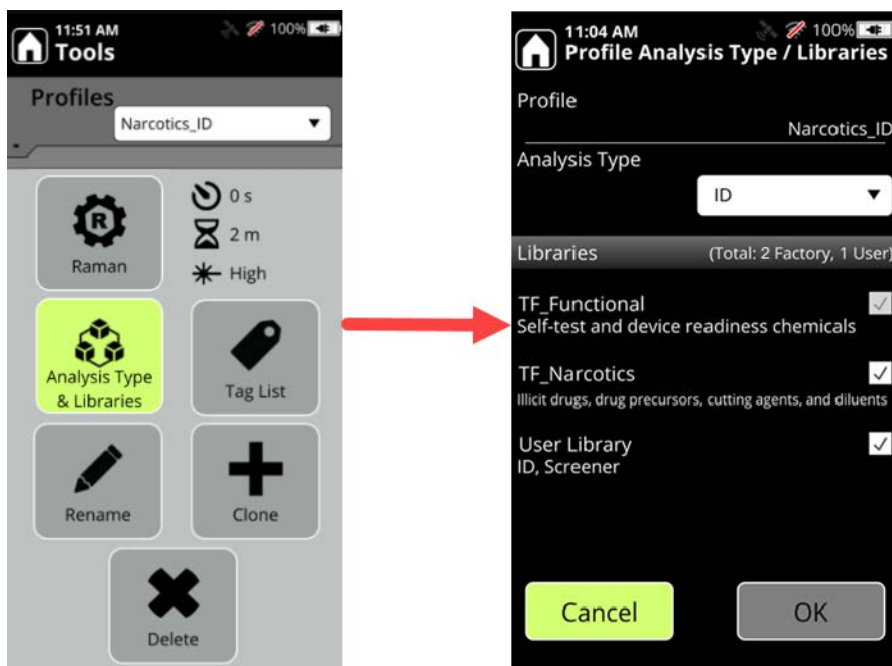 11:51 AM
100%
Tools
Profiles
Narcotics_ID
R
Raman
0 s
2 m
High
Analysis Type
& Libraries
Tag List
Rename
Clone
Delete
11:04 AM
100%
Profile Analysis Type / Libraries
Profile
Narcotics_ID
Analysis Type
ID
Libraries (Total: 2 Factory, 1 User)
TF_Functional
Self-test and device readiness chemicals
TF_Narcotics
Illicit drugs, drug precursors, cutting agents, and diluents
User Library
ID, Screener
Cancel
OK